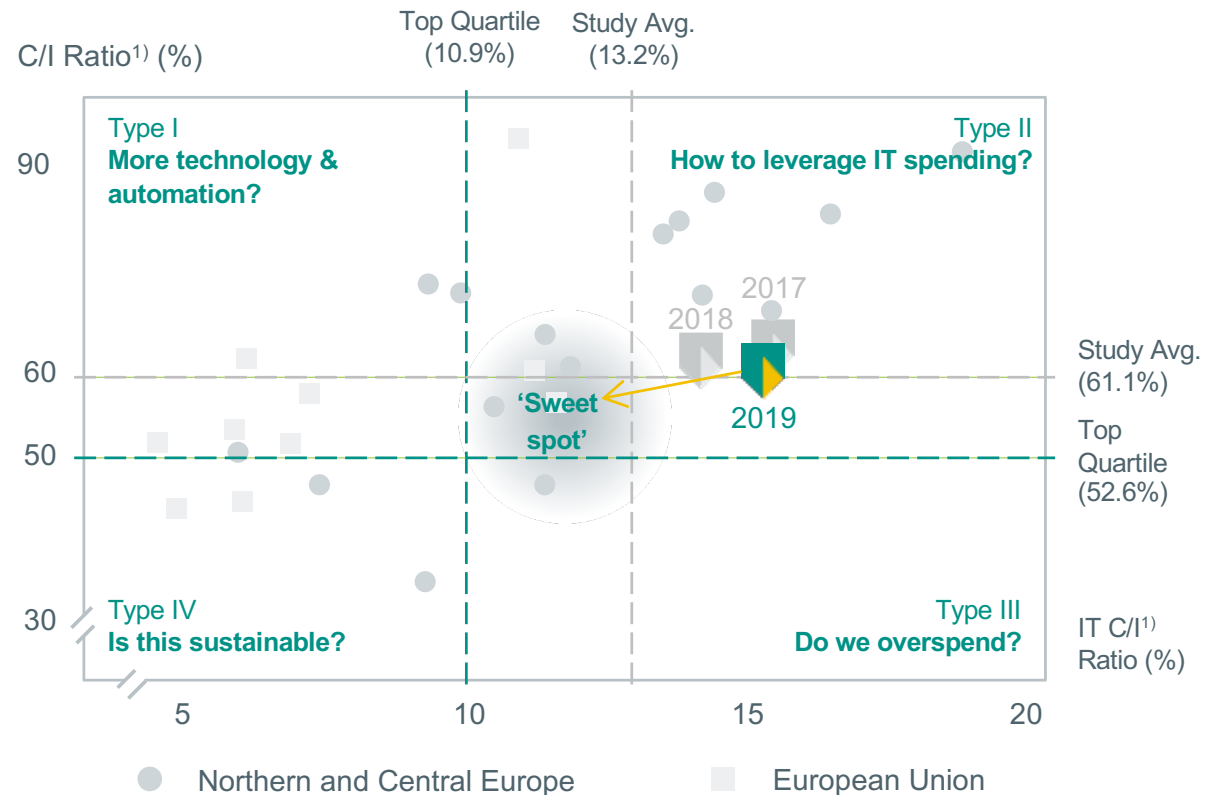 Top Quartile
(10.9%)
Study Avg.
(13.2%)
C/I Ratio1) (%)
Type I
More technology &
automation?
Type II
How to leverage IT spending?
90
2017
2018
60
Study Avg.
(61.1%)
'Sweet
spot'
2019
50
Top
Quartile
(52.6%)
30
Type IV
Is this sustainable?
Type III
Do we overspend?
IT C/I1)
Ratio (%)
5
10
15
20
Northern and Central Europe
European Union